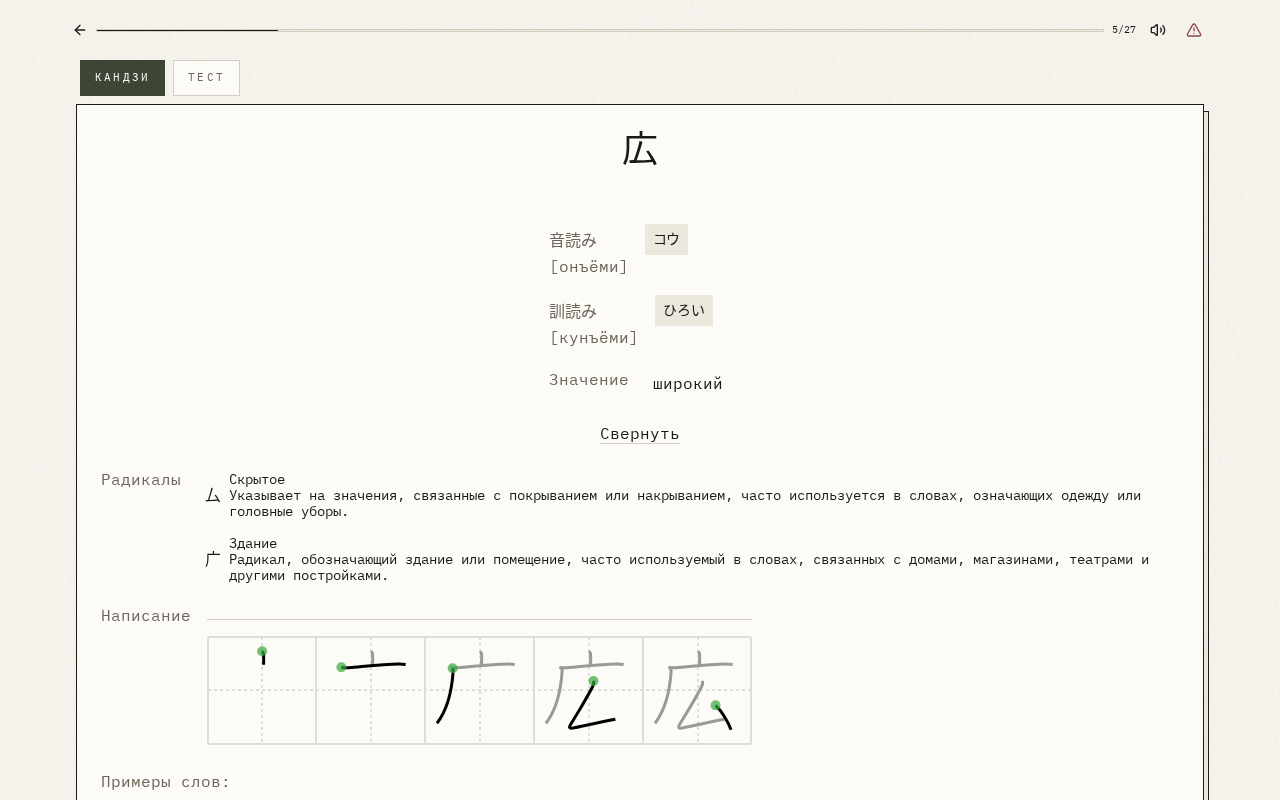 5/27
КАНДЗИ
ТЕСТ
広
音読み
コウ
[онъёми]
訓読み
ひろい
[кунъёми]
Значение
широкий
Свернуть
Радикалы
厶
Скрытое
Указывает на значения, связанные с покрыванием или накрыванием, часто используется в словах, означающих одежду или
головные уборы.
广
Здание
Радикал, обозначающий здание или помещение, часто используемый в словах, связанных с домами, магазинами, театрами и
другими постройками.
Написание
Примеры слов: